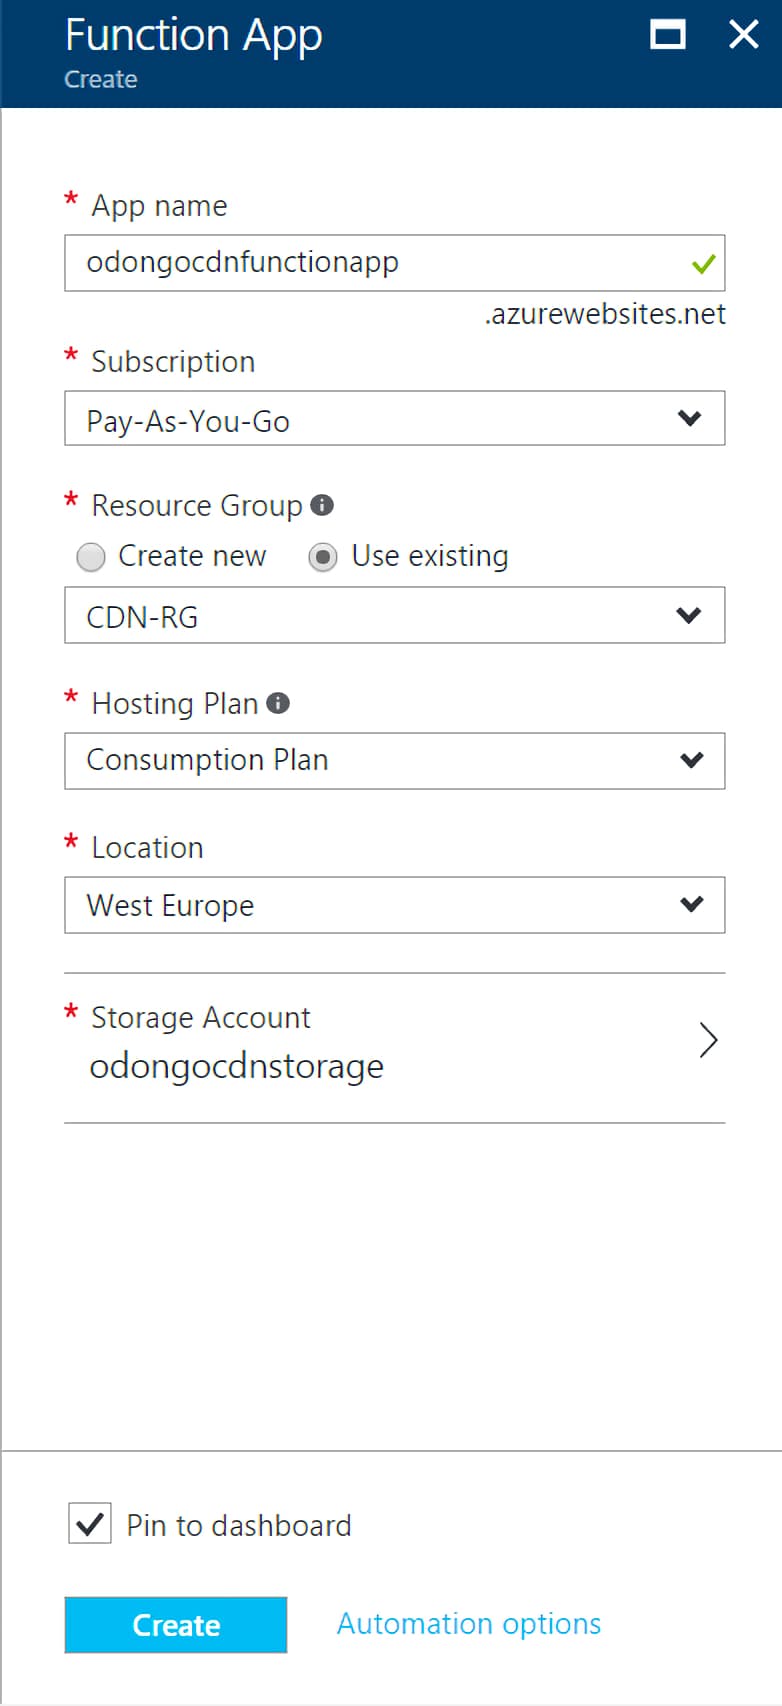 Function App
Create
* App name
odongocdnfunctionapp
.azurewebsites.net
* Subscription
Pay-As-You-Go
* Resource Group
Create new Use existing
CDN-RG
* Hosting Plan
Consumption Plan
* Location
West Europe
* Storage Account
odongocdnstorage
Pin to dashboard
Create Automation options